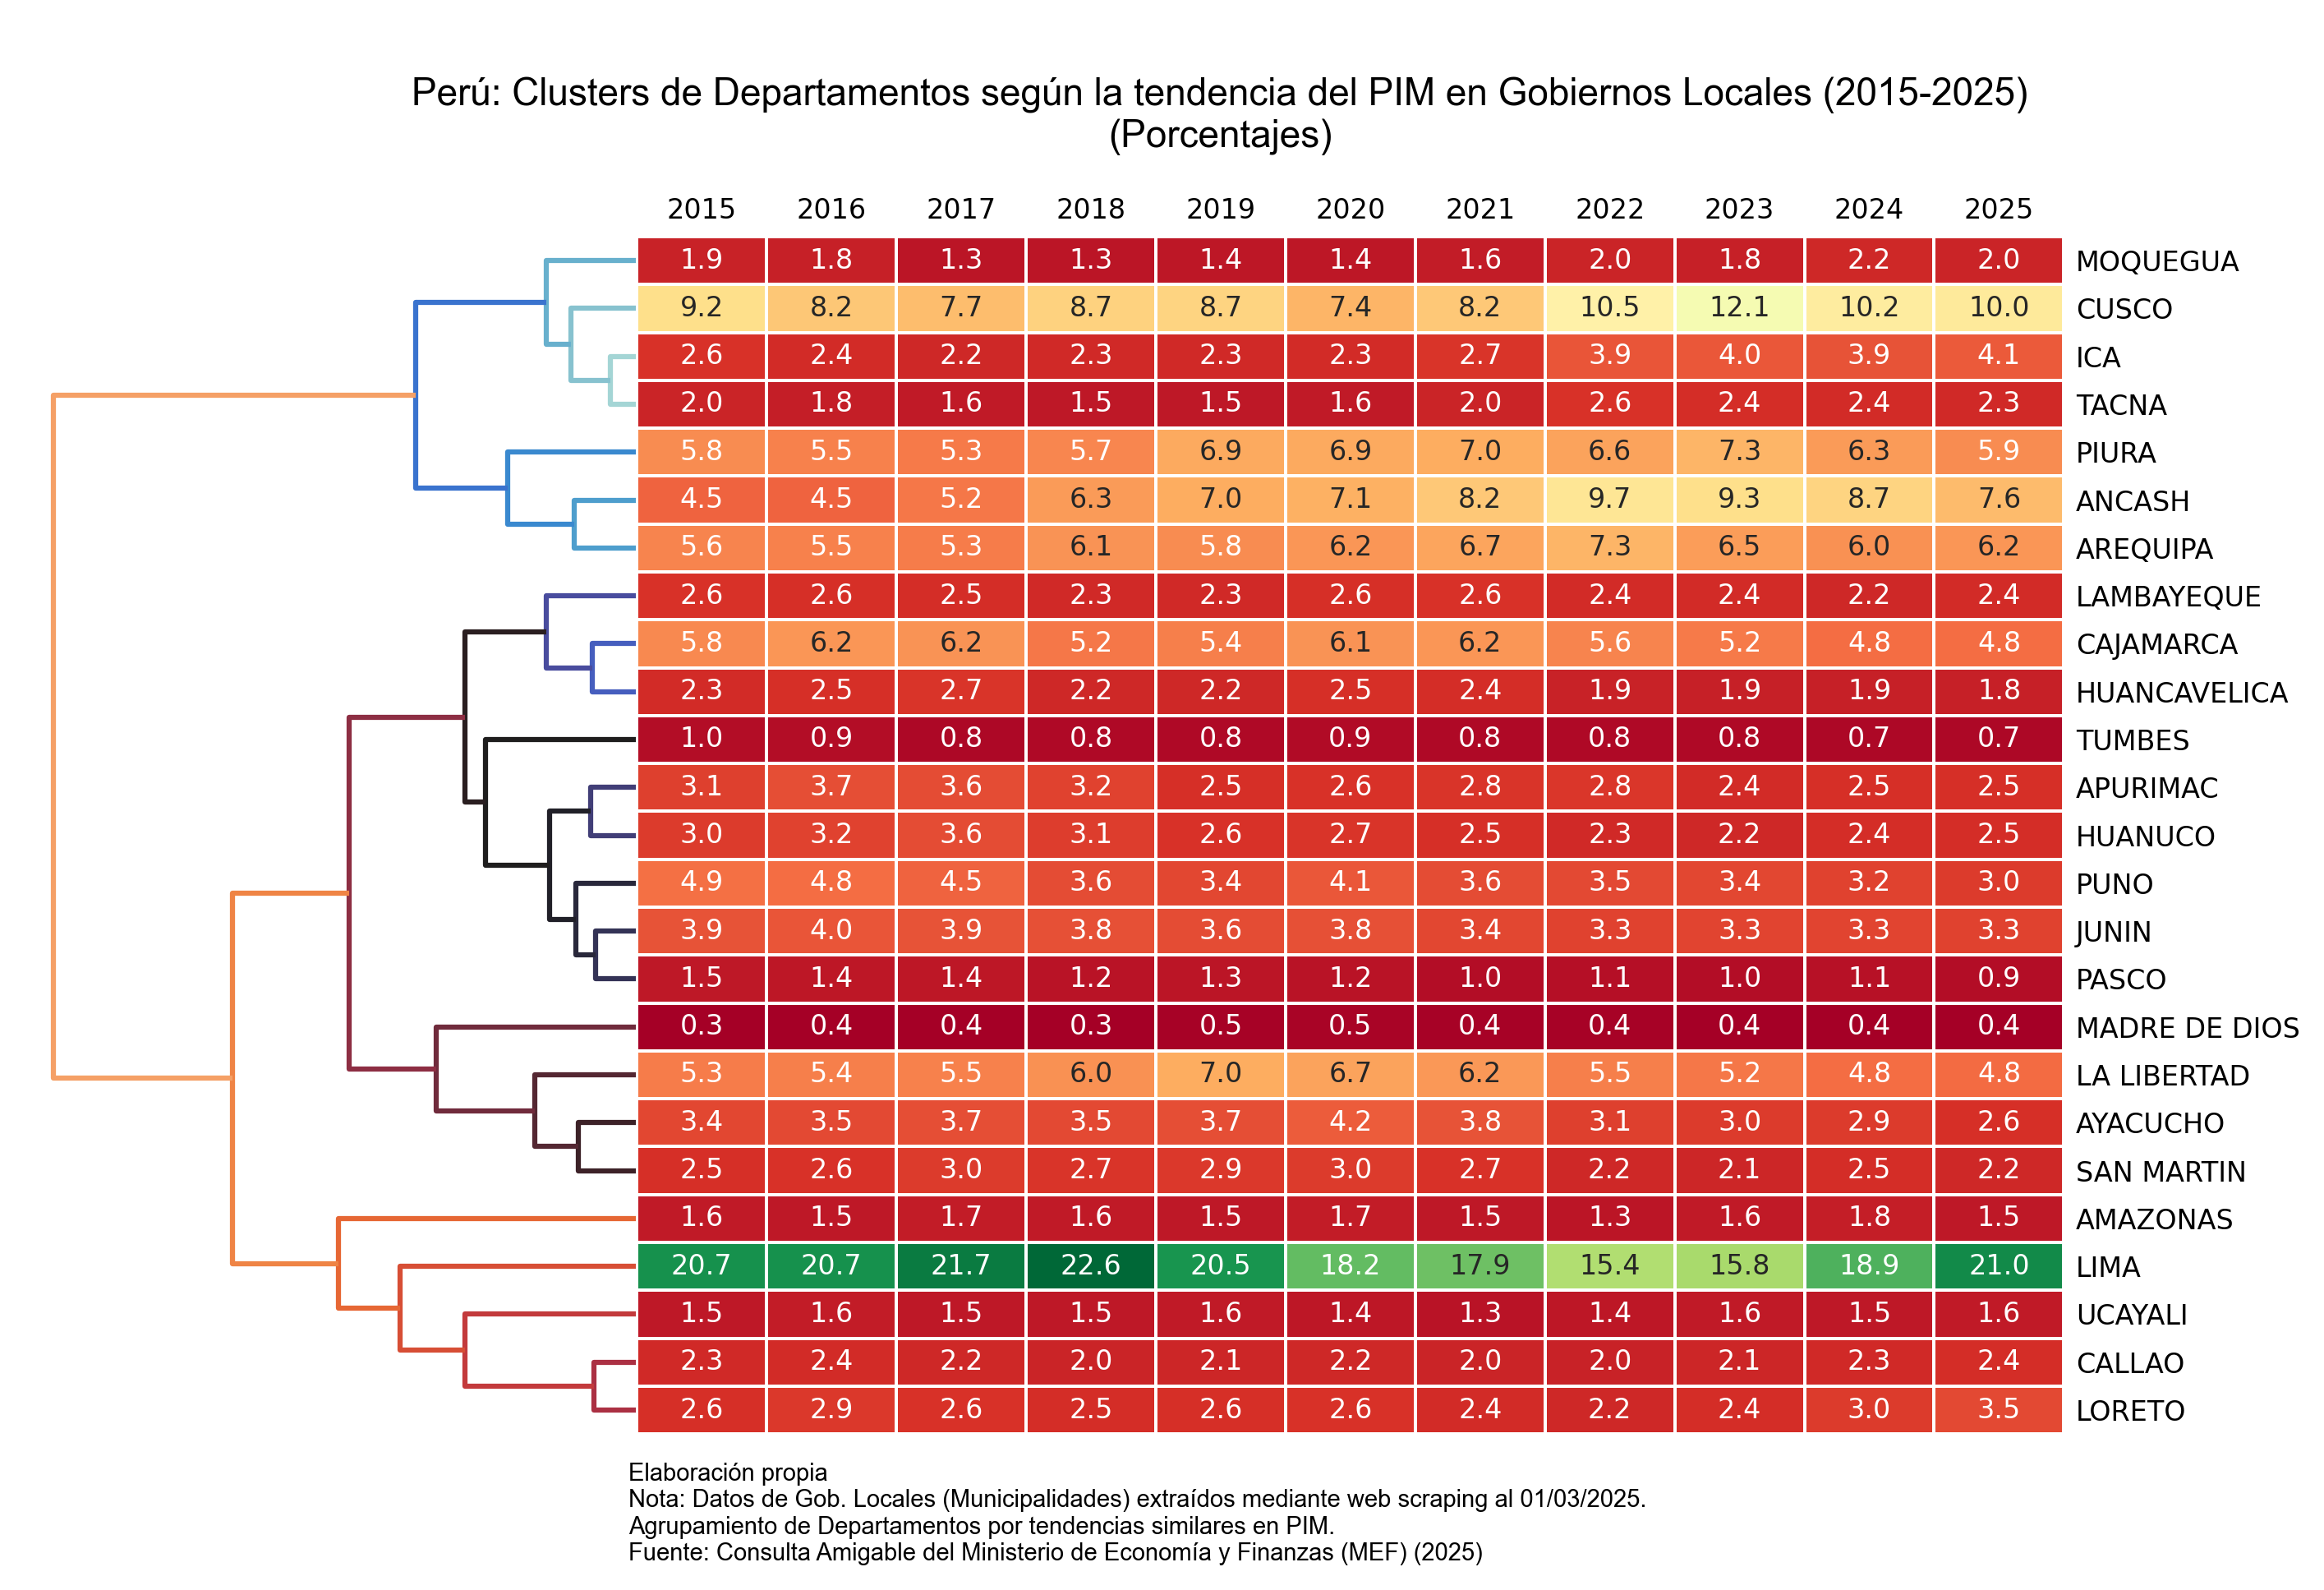 Perú: Clusters de Departamentos según la tendencia del PIM en Gobiernos Locales (2015-2025)
(Porcentajes)
2015 2016 2017 2018 2019 2020 2021 2022 2023 2024 2025
1.9 1.8 1.3 1.3 1.4 1.4 1.6 2.0 1.8 2.2 2.0 MOQUEGUA
9.2 8.2 7.7 8.7 8.7 7.4 8.2 10.5 12.1 10.2 10.0 CUSCO
2.6 2.4 2.2 2.3 2.3 2.3 2.7 3.9 4.0 3.9 4.1 ICA
2.0 1.8 1.6 1.5 1.5 1.6 2.0 2.6 2.4 2.4 2.3 TACNA
5.8 5.5 5.3 5.7 6.9 6.9 7.0 6.6 7.3 6.3 5.9 PIURA
4.5 4.5 5.2 6.3 7.0 7.1 8.2 9.7 9.3 8.7 7.6 ANCASH
5.6 5.5 5.3 6.1 5.8 6.2 6.7 7.3 6.5 6.0 6.2 AREQUIPA
2.6 2.6 2.5 2.3 2.3 2.6 2.6 2.4 2.4 2.2 2.4 LAMBAYEQUE
5.8 6.2 6.2 5.2 5.4 6.1 6.2 5.6 5.2 4.8 4.8 CAJAMARCA
2.3 2.5 2.7 2.2 2.2 2.5 2.4 1.9 1.9 1.9 1.8 HUANCAVELICA
1.0 0.9 0.8 0.8 0.8 0.9 0.8 0.8 0.8 0.7 0.7 TUMBES
3.1 3.7 3.6 3.2 2.5 2.6 2.8 2.8 2.4 2.5 2.5 APURIMAC
3.0 3.2 3.6 3.1 2.6 2.7 2.5 2.3 2.2 2.4 2.5 HUANUCO
4.9 4.8 4.5 3.6 3.4 4.1 3.6 3.5 3.4 3.2 3.0 PUNO
3.9 4.0 3.9 3.8 3.6 3.8 3.4 3.3 3.3 3.3 3.3 JUNIN
1.5 1.4 1.4 1.2 1.3 1.2 1.0 1.1 1.0 1.1 0.9 PASCO
0.3 0.4 0.4 0.3 0.5 0.5 0.4 0.4 0.4 0.4 0.4 MADRE DE DIOS
5.3 5.4 5.5 6.0 7.0 6.7 6.2 5.5 5.2 4.8 4.8 LA LIBERTAD
3.4 3.5 3.7 3.5 3.7 4.2 3.8 3.1 3.0 2.9 2.6 AYACUCHO
2.5 2.6 3.0 2.7 2.9 3.0 2.7 2.2 2.1 2.5 2.2 SAN MARTIN
1.6 1.5 1.7 1.6 1.5 1.7 1.5 1.3 1.6 1.8 1.5 AMAZONAS
20.7 20.7 21.7 22.6 20.5 18.2 17.9 15.4 15.8 18.9 21.0 LIMA
1.5 1.6 1.5 1.5 1.6 1.4 1.3 1.4 1.6 1.5 1.6 UCAYALI
2.3 2.4 2.2 2.0 2.1 2.2 2.0 2.0 2.1 2.3 2.4 CALLAO
2.6 2.9 2.6 2.5 2.6 2.6 2.4 2.2 2.4 3.0 3.5 LORETO
Elaboración propia
Nota: Datos de Gob. Locales (Municipalidades) extraídos mediante web scraping al 01/03/2025.
Agrupamiento de Departamentos por tendencias similares en PIM.
Fuente: Consulta Amigable del Ministerio de Economía y Finanzas (MEF) (2025)